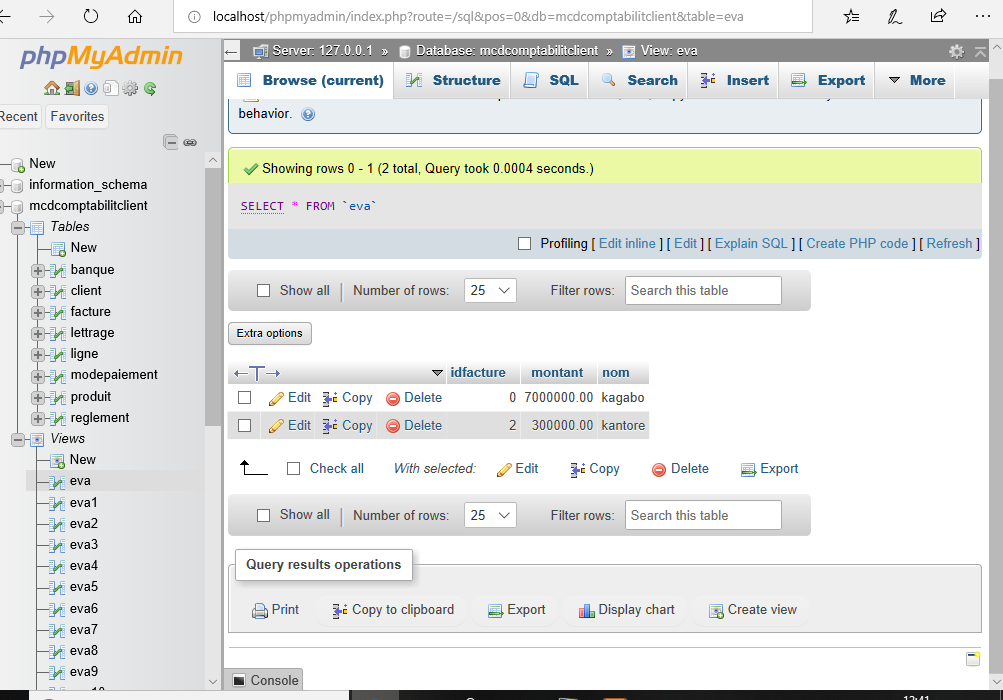 localhost/phpmyadmin/index.php?route=/sql&pos=0&db=mcdcomptabilitclient&table=eva
phpMyAdmin
Recent Favorites
New
information_schema
mcdcomptabilitclient
Tables
New
banque
client
facture
lettrage
ligne
modepaiement
produit
reglement
Views
New
eva
eva1
eva2
eva3
eva4
eva5
eva6
eva7
eva8
eva9
Server: 127.0.0.1 » Database: mcdcomptabilitclient » View: eva
Browse (current) Structure SQL Search Insert Export More
behavior.
Showing rows 0 - 1 (2 total, Query took 0.0004 seconds.)
SELECT * FROM `eva`
Profiling [ Edit inline ] [ Edit ] [ Explain SQL ] [ Create PHP code ] [ Refresh ]
Show all Number of rows: 25 Filter rows: Search this table
Extra options
←T→ idfacture montant nom
Edit Copy Delete 0 7000000.00 kagabo
Edit Copy Delete 2 300000.00 kantore
Check all With selected: Edit Copy Delete Export
Show all Number of rows: 25 Filter rows: Search this table
Query results operations
Print Copy to clipboard Export Display chart Create view
Console